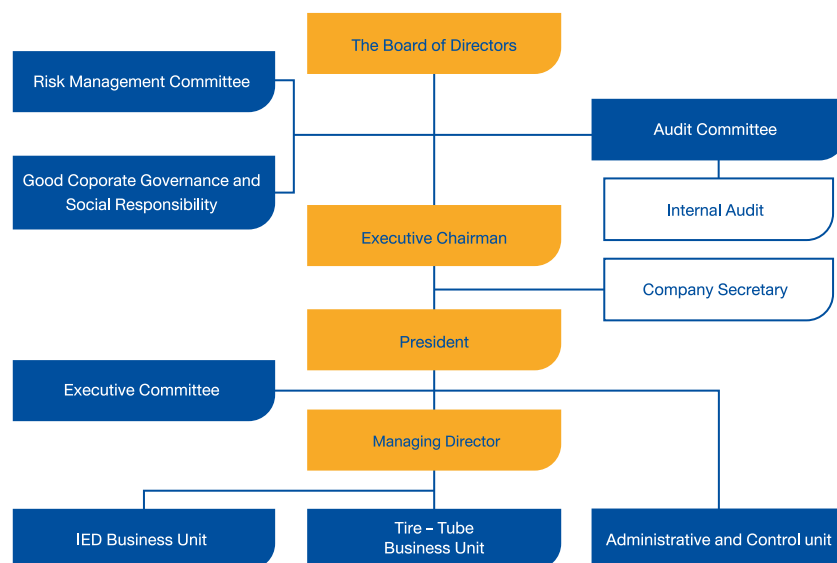 The Board of Directors
Risk Management Committee
Audit Committee
Good Coporate Governance and
Social Responsibility
Internal Audit
Executive Chairman
Company Secretary
President
Executive Committee
Managing Director
IED Business Unit
Tire – Tube
Business Unit
Administrative and Control unit